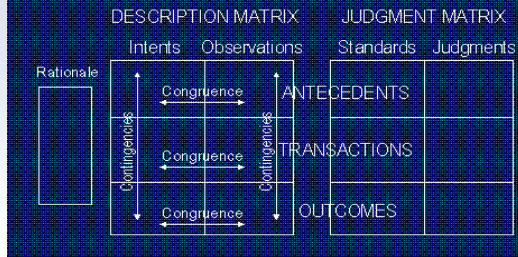 DESCRIPTION MATRIX JUDGMENT MATRIX
Intents Observations Standards Judgments
Rationale
Congruence ANTECEDENTS
Contingencies Contingencies
Congruence TRANSACTIONS
Congruence OUTCOMES